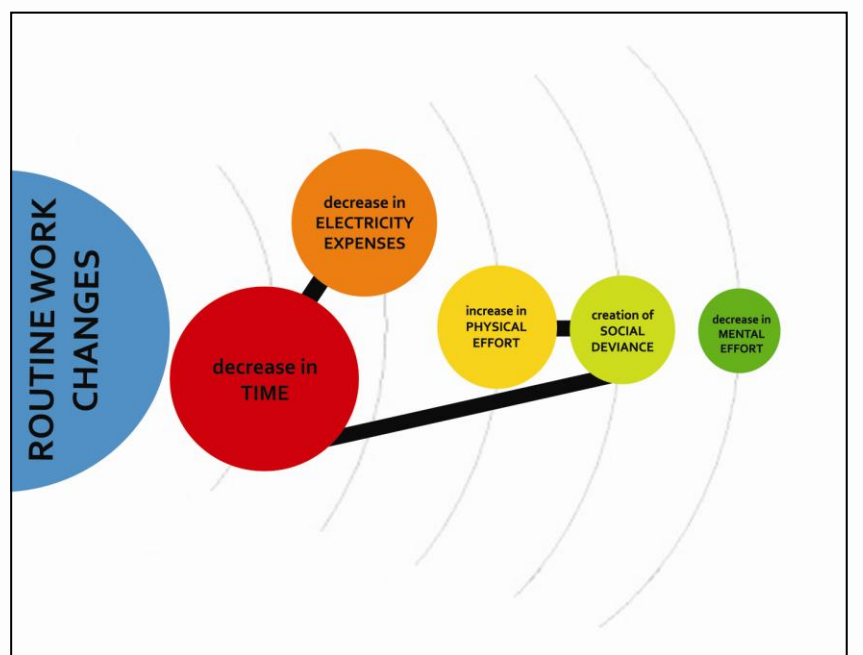 ROUTINE WORK
CHANGES
decrease in
TIME
decrease in
ELECTRICITY
EXPENSES
increase in
PHYSICAL
EFFORT
creation of
SOCIAL
DEVIANCE
decrease in
MENTAL
EFFORT